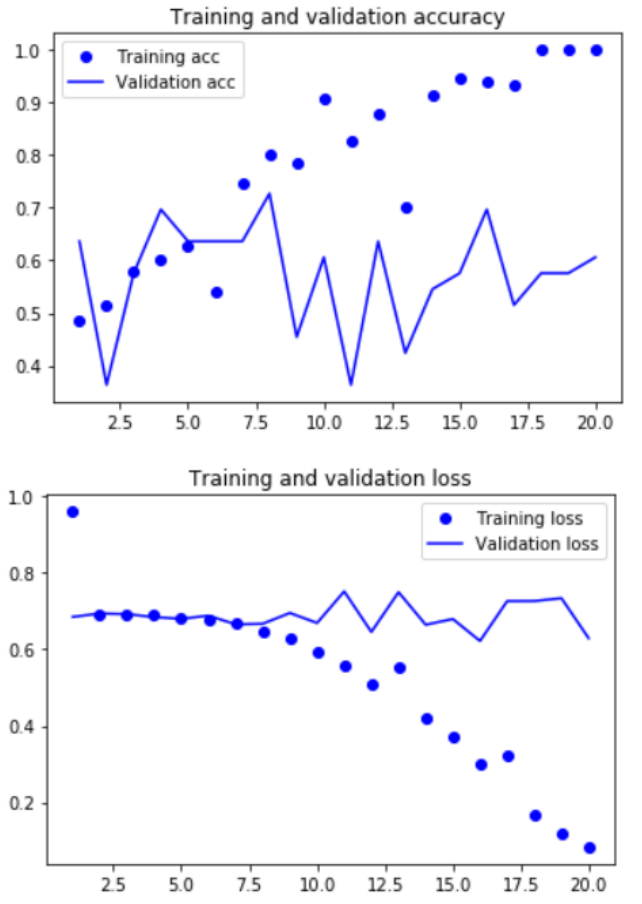 Training and validation accuracy
1.0
0.9
0.8
0.7
0.6
0.5
0.4
Training acc
Validation acc
2.5 5.0 7.5 10.0 12.5 15.0 17.5 20.0
Training and validation loss
1.0
0.8
0.6
0.4
0.2
Training loss
Validation loss
2.5 5.0 7.5 10.0 12.5 15.0 17.5 20.0